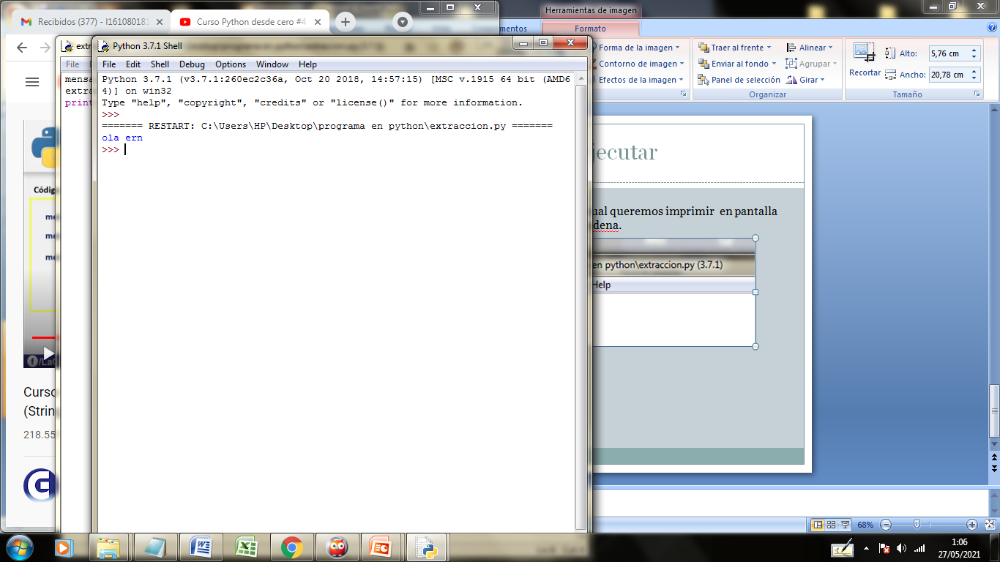 Herramientas de imagen
Recibidos (377) - l161080181
Curso Python desde cero #4
Formato
Forma de la imagen
Contorno de imagen
Efectos de la imagen
Traer al frente
Enviar al fondo
Panel de selección
Alinear
Agrupar
Girar
Organizar
Recortar
Alto: 5,76 cm
Ancho: 20,78 cm
Tamaño
extr
File
mensa
extra
print
Python 3.7.1 Shell
File Edit Shell Debug Options Window Help
Python 3.7.1 (v3.7.1:260ec2c36a, Oct 20 2018, 14:57:15) [MSC v.1915 64 bit (AMD6
4)] on win32
Type "help", "copyright", "credits" or "license()" for more information.
>>>
======= RESTART: C:\Users\HP\Desktop\programa en python\extraccion.py =======
ola ern
>>>
jecutar
ual queremos imprimir en pantalla
dena.
en python\extraccion.py (3.7.1)
Help
Códig
me
me
me
/LaG
Curso
(Strin
218.55
68%
1:06
27/05/2021